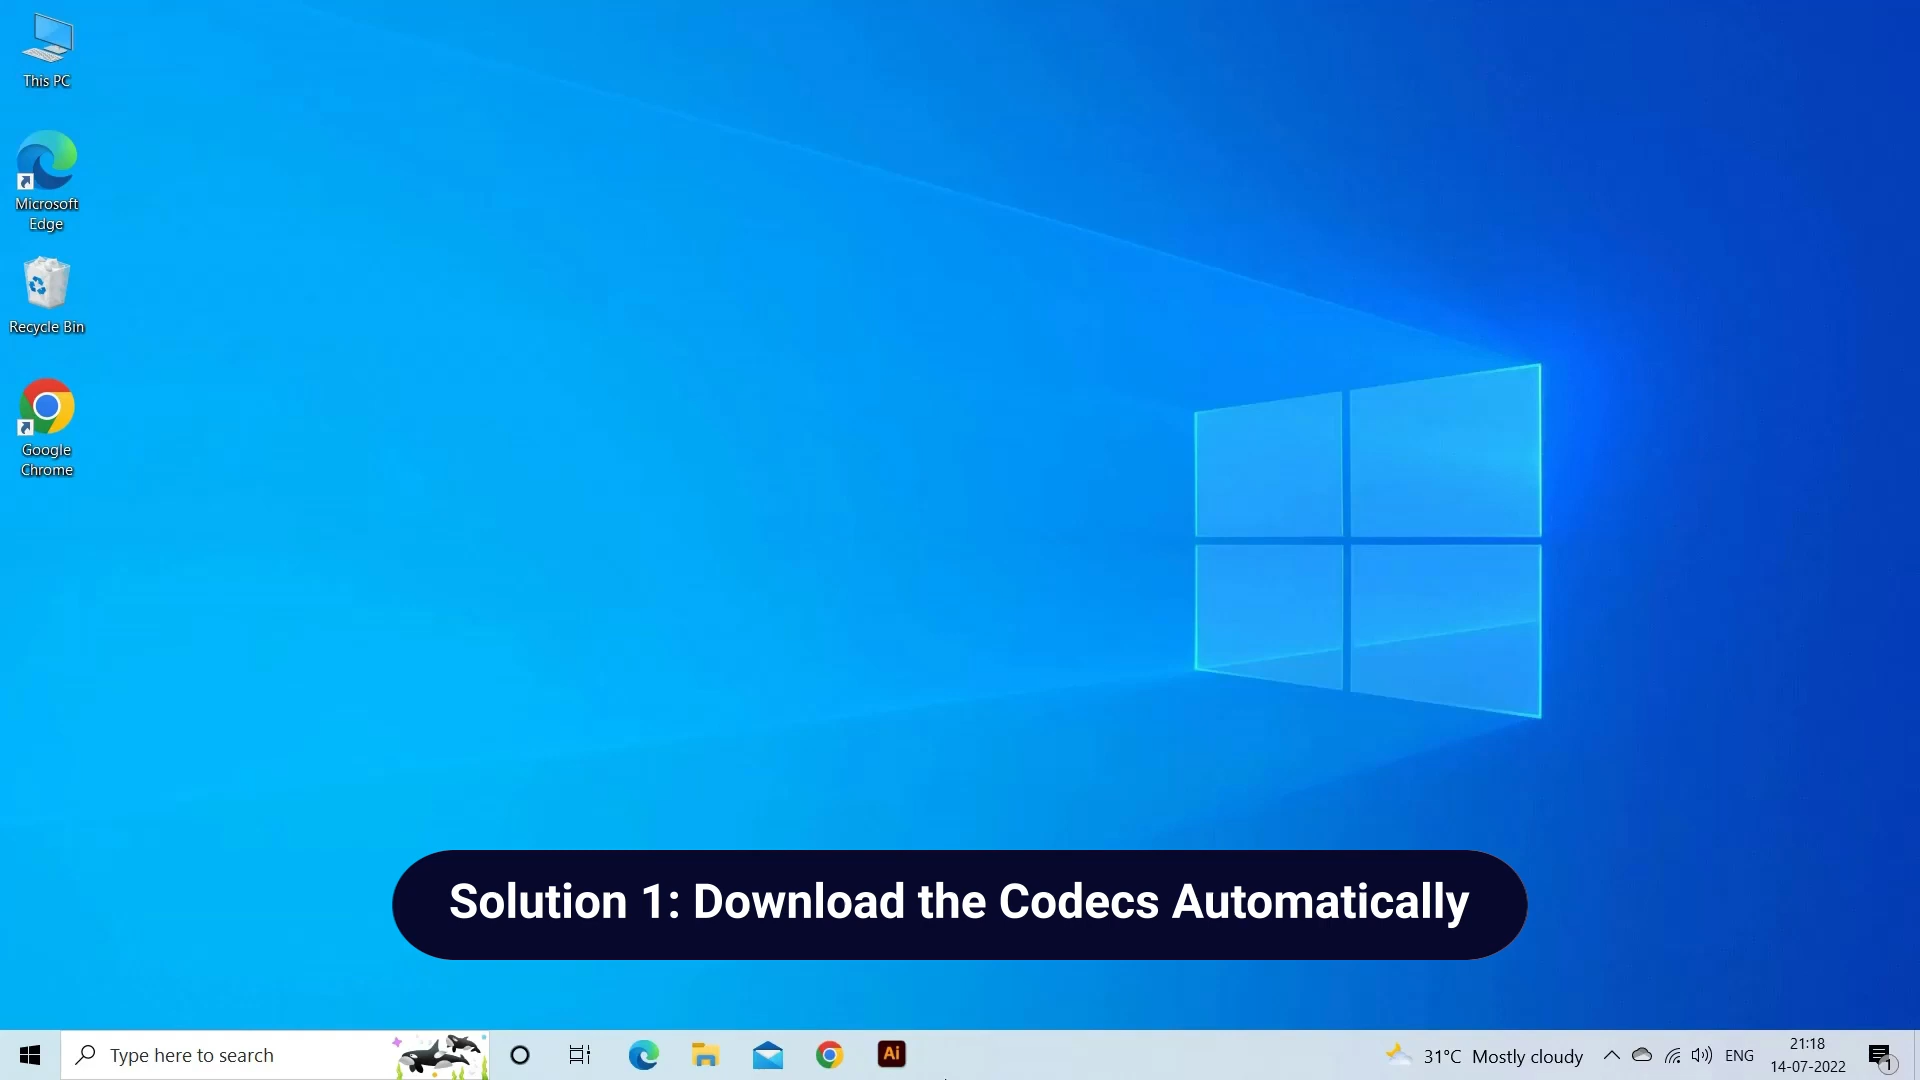 This PC
Microsoft
Edge
Recycle Bin
Google
Chrome
Solution 1: Download the Codecs Automatically
Type here to search
Ai
31°C Mostly cloudy
ENG
21:18
14-07-2022
1